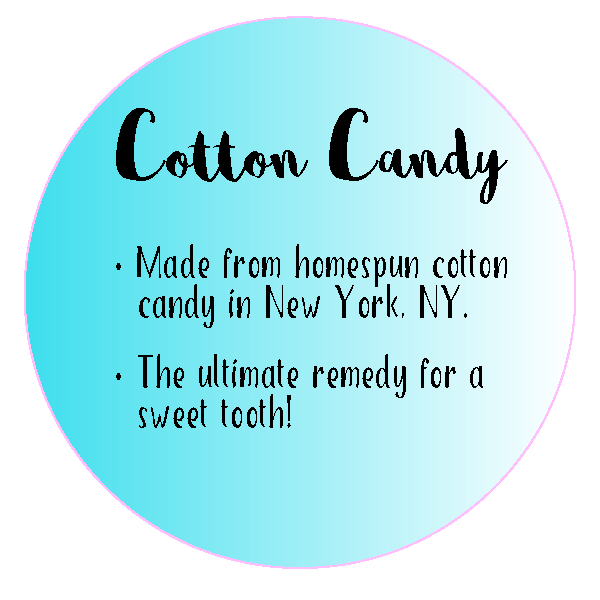 Cotton Candy
• Made from homespun cotton
candy in New York, NY.
• The ultimate remedy for a
sweet tooth!